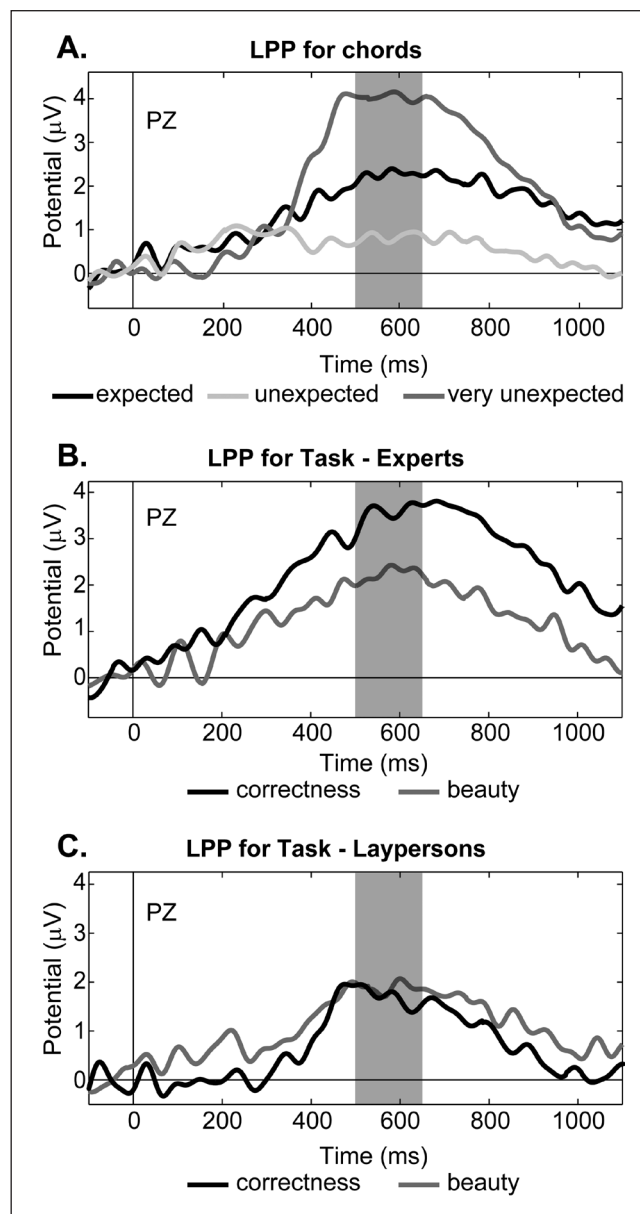 A. LPP for chords
4
3
2
1
0
Potential (μV)
PZ
0 200 400 600 800 1000
Time (ms)
expected unexpected very unexpected
B. LPP for Task - Experts
4
3
2
1
0
Potential (μV)
PZ
0 200 400 600 800 1000
Time (ms)
correctness beauty
C. LPP for Task - Laypersons
4
3
2
1
0
Potential (μV)
PZ
0 200 400 600 800 1000
Time (ms)
correctness beauty